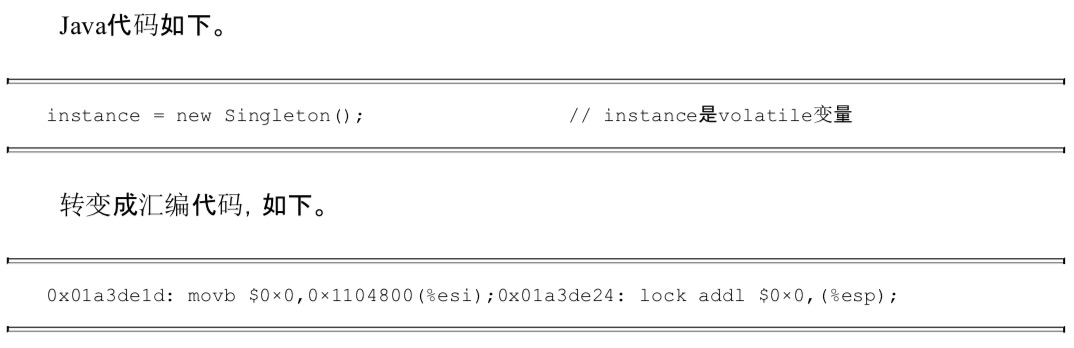 Java代码如下。
instance = new Singleton(); // instance是volatile变量
转变成汇编代码，如下。
0x01a3de1d: movb $0×0,0×1104800(%esi);0x01a3de24: lock addl $0×0,(%esp);